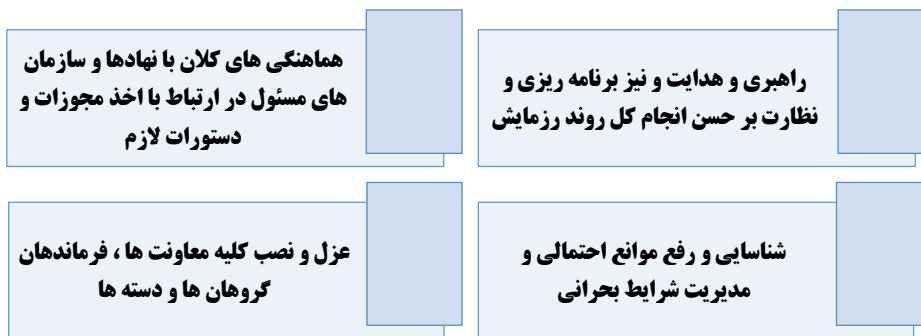 راهبری و هدایت و نیز برنامه ریزی و
نظارت بر حسن انجام کل روند رزمایش
هماهنگی های کلان با نهادها و سازمان
های مسئول در ارتباط با اخذ مجوزات و
دستورات لازم
شناسایی و رفع موانع احتمالی و
مدیریت شرایط بحرانی
عزل و نصب کلیه معاونت ها ، فرماندهان
گروهان ها و دسته ها